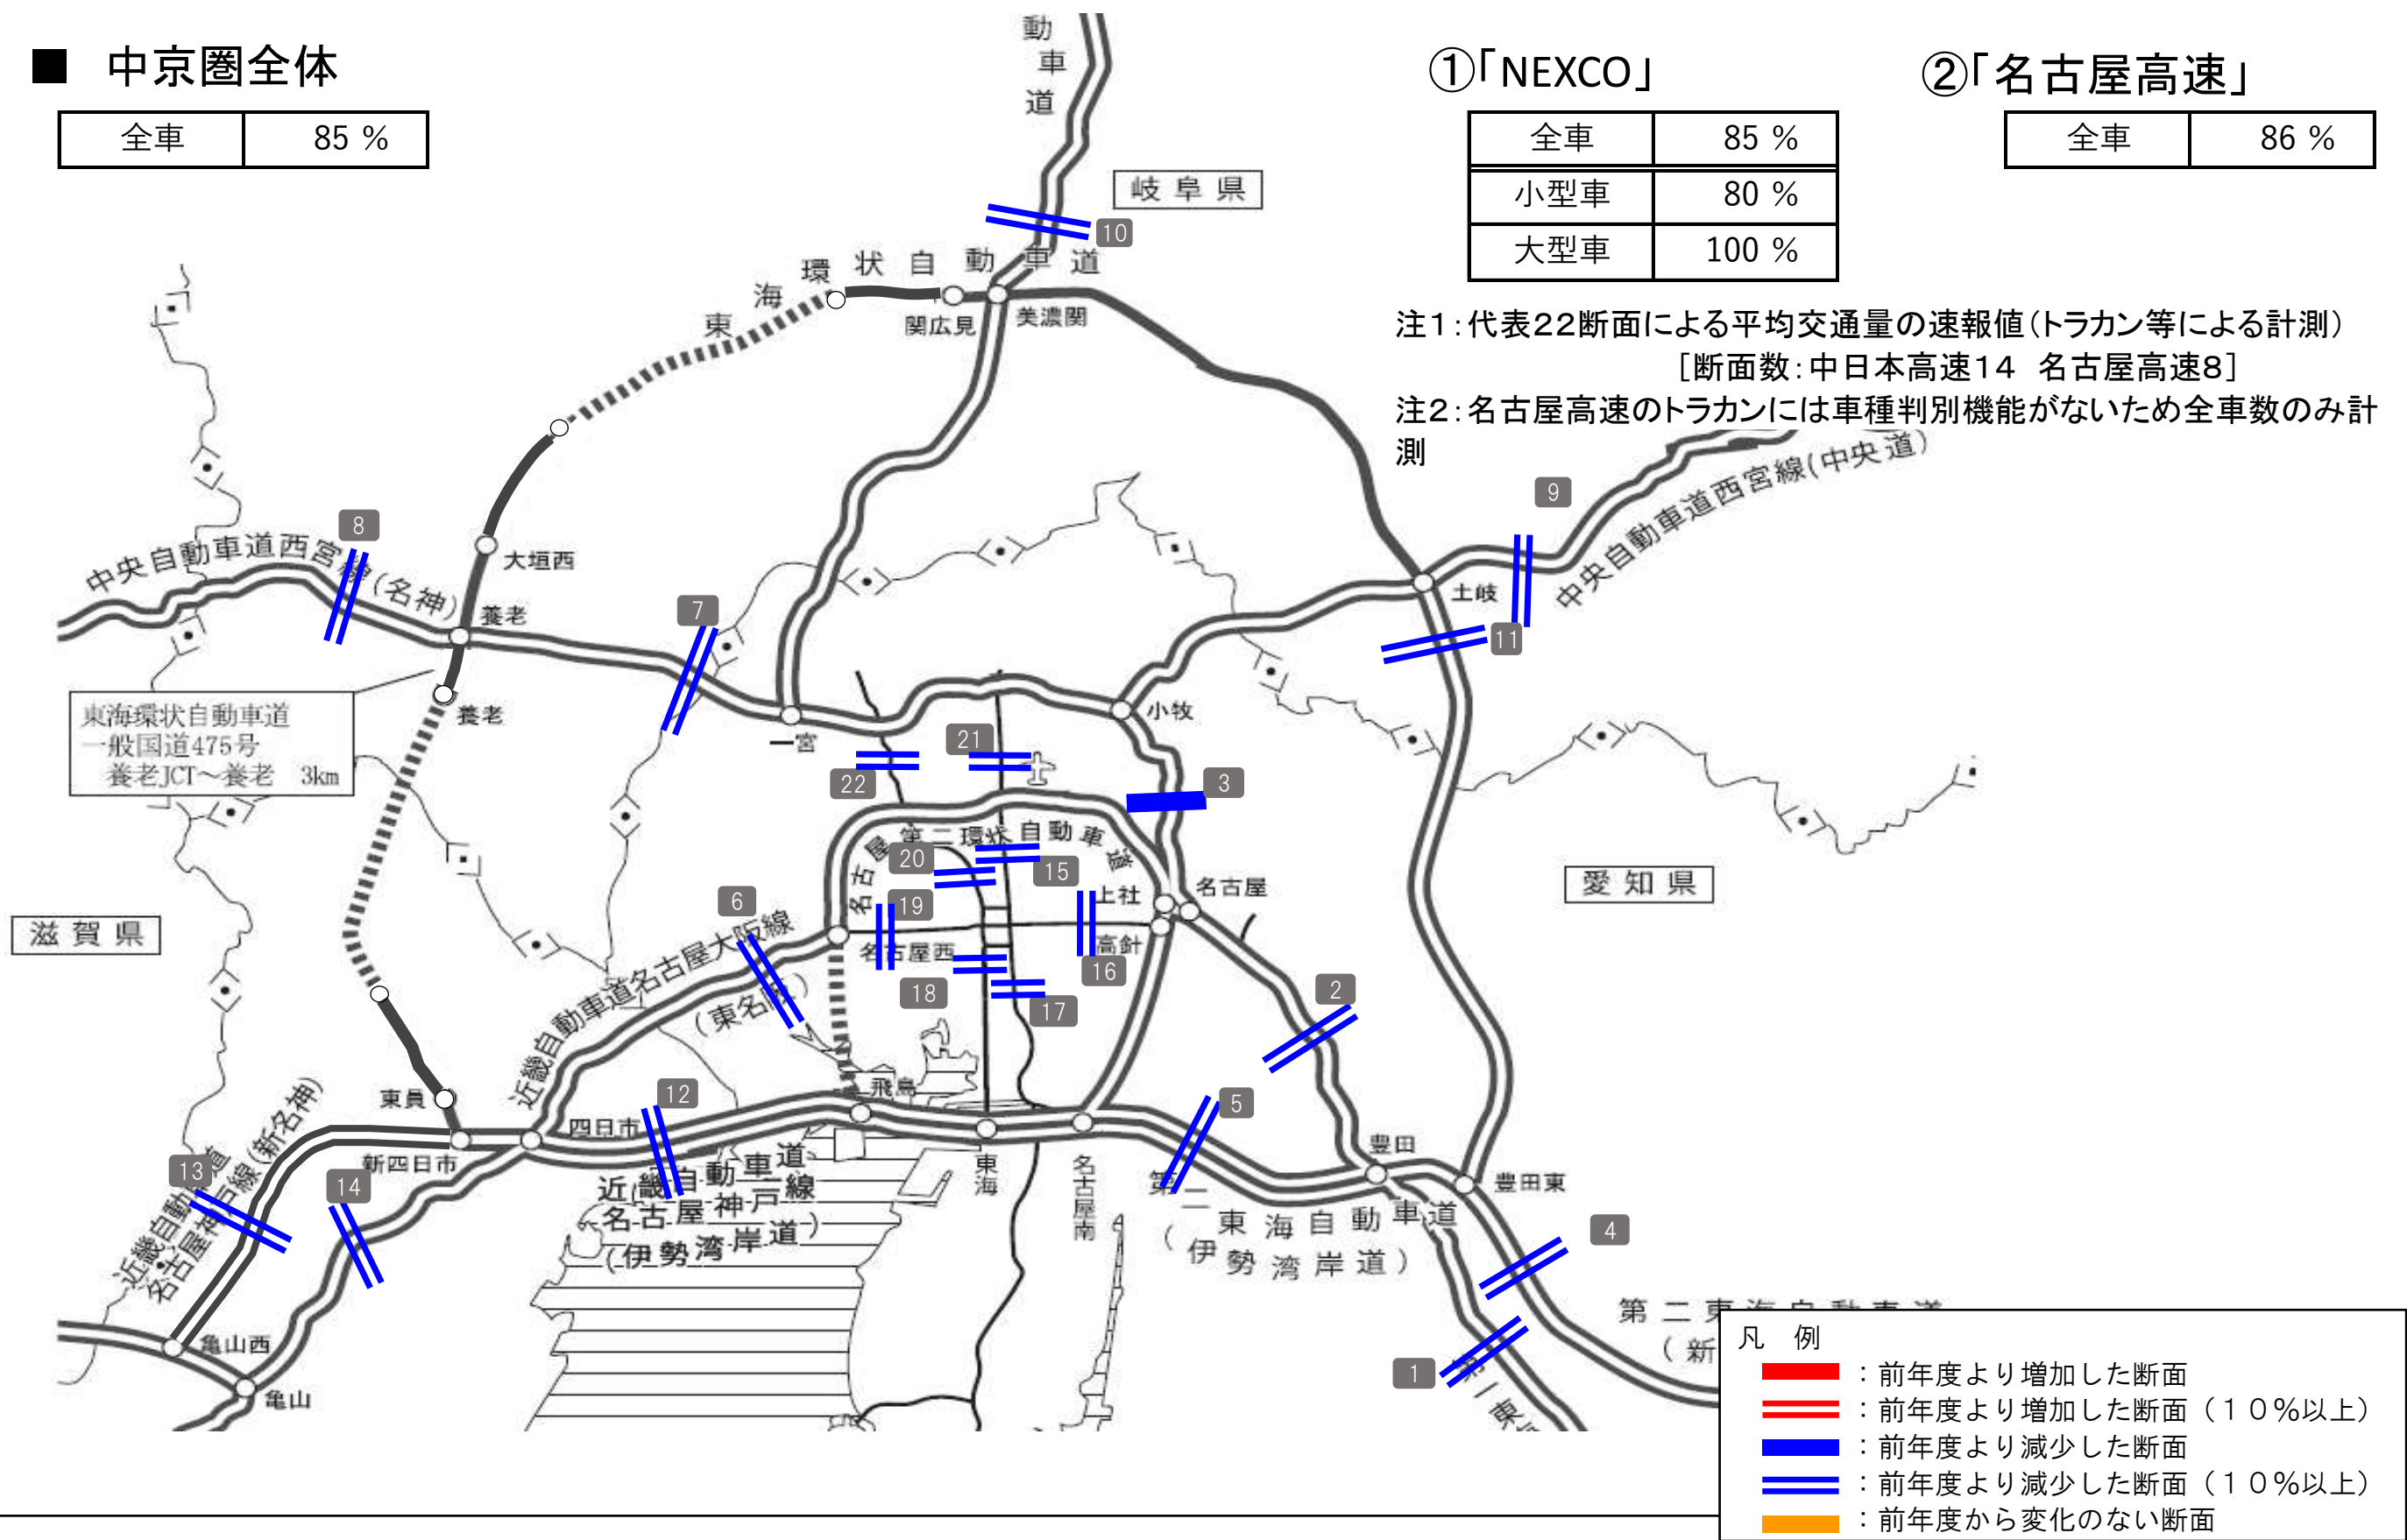 ■ 中京圏全体
全車 85 %
①「NEXCO」
全車 85 %
小型車 80 %
大型車 100 %
②「名古屋高速」
全車 86 %
注1:代表22断面による平均交通量の速報値(トラカン等による計測)
[断面数:中日本高速14 名古屋高速8]
注2:名古屋高速のトラカンには車種判別機能がないため全車数のみ計
測
動車道
岐阜県
10
東海環状自動車道
関広見
美濃関
中央自動車道西宮線(中央道)
9
8
中央自動車道西宮線(名神)
大垣西
養老
7
土岐
11
東海環状自動車道
一般国道475号
養老JCT〜養老 3km
養老
一宮
小牧
21
22
3
名古屋第二環状自動車道
20
15
上社
名古屋
愛知県
滋賀県
6
19
名古屋西
高針
16
近畿自動車道名古屋大阪線
(東名阪)
18
17
2
飛島
東員
12
5
四日市
新四日市
東海
名古屋南
豊田
豊田東
13
14
近畿自動車道
名古屋神戸線(新名神)
近畿自動車道
名古屋神戸線
(伊勢湾岸道)
第二東海自動車道
(伊勢湾岸道)
4
亀山西
亀山
1
第一東
第二東海自動車道
(新
凡 例
:前年度より増加した断面
:前年度より増加した断面(10%以上)
:前年度より減少した断面
:前年度より減少した断面(10%以上)
:前年度から変化のない断面